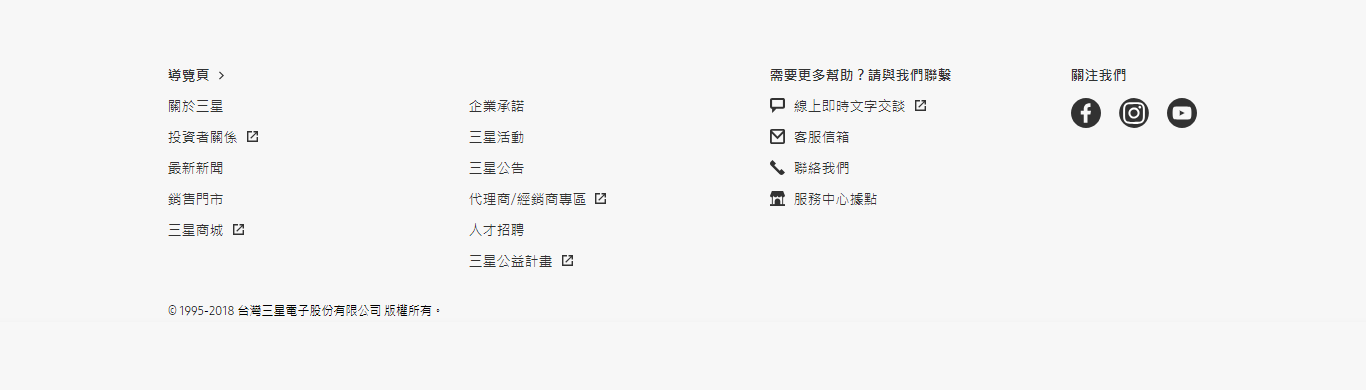 導覽頁
關於三星
投資者關係
最新新聞
銷售門市
三星商城
企業承諾
三星活動
三星公告
代理商/經銷商專區
人才招聘
三星公益計畫
需要更多幫助？請與我們聯繫
線上即時文字交談
客服信箱
聯絡我們
服務中心據點
關注我們
© 1995-2018 台灣三星電子股份有限公司 版權所有。